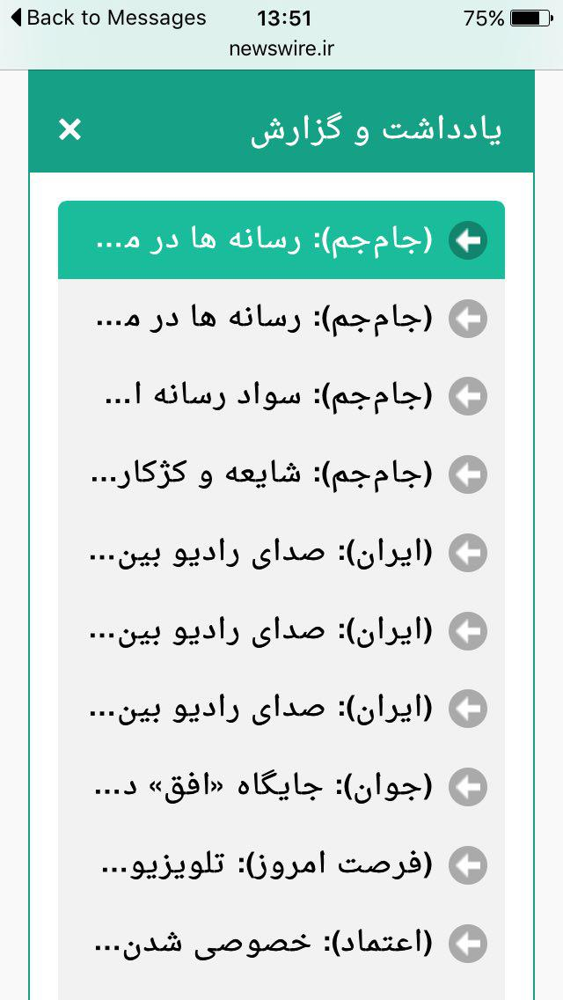 Back to Messages 13:51 75%
newswire.ir
یادداشت و گزارش ×
(جام‌جم): رسانه ها در م...
(جام‌جم): رسانه ها در م...
(جام‌جم): سواد رسانه ا...
(جام‌جم): شایعه و کژکار...
(ایران): صدای رادیو بین...
(ایران): صدای رادیو بین...
(ایران): صدای رادیو بین...
(جوان): جایگاه «افق» د...
(فرصت امروز): تلویزیو...
(اعتماد): خصوصی شدن...